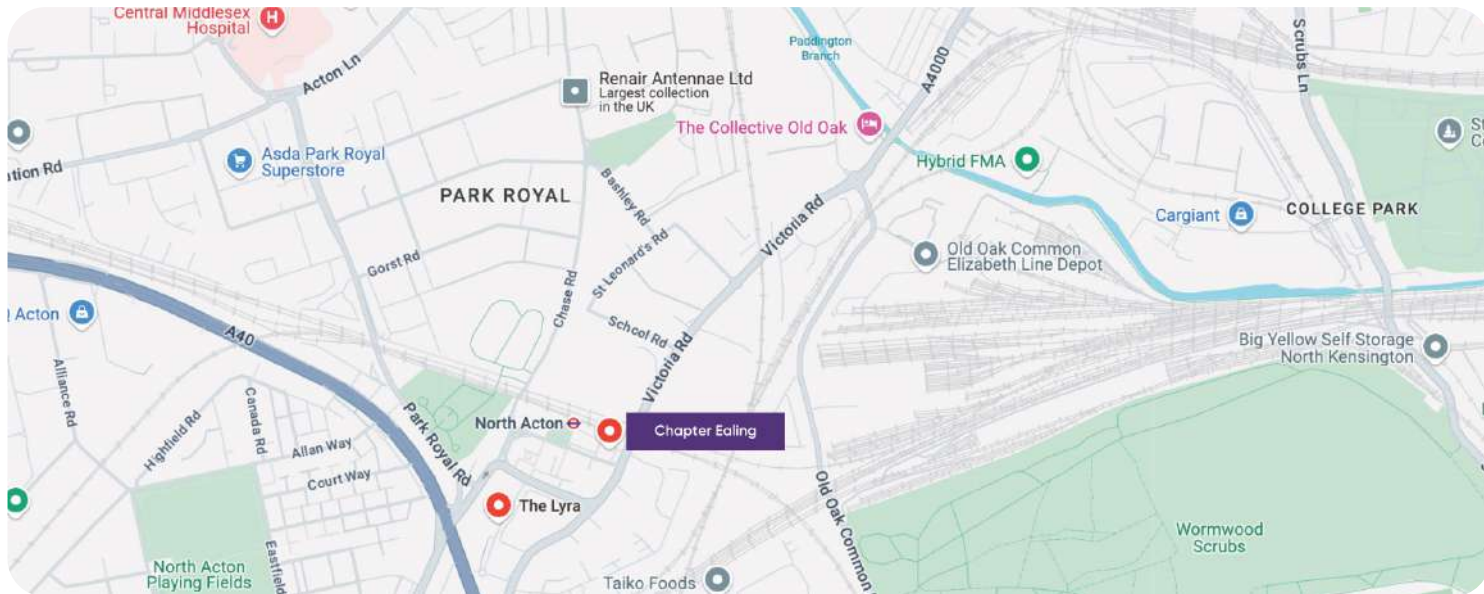 Central Middlesex
Hospital
Acton Ln
Renair Antennae Ltd
Largest collection
in the UK
Paddington
Branch
A4000
Scrubs Ln
The Collective Old Oak
Asda Park Royal
Superstore
Hybrid FMA
PARK ROYAL
Bashley Rd
Victoria Rd
Cargiant
COLLEGE PARK
Gorst Rd
St Leonard's Rd
Chase Rd
Old Oak Common
Elizabeth Line Depot
Acton
A40
School Rd
Victoria Rd
Big Yellow Self Storage
North Kensington
Alliance Rd
Highfield Rd
Canada Rd
Park Royal Rd
North Acton
Chapter Ealing
Allan Way
Court Way
The Lyra
Old Oak Common
Wormwood
Scrubs
North Acton
Playing Fields
Eastfield
Taiko Foods